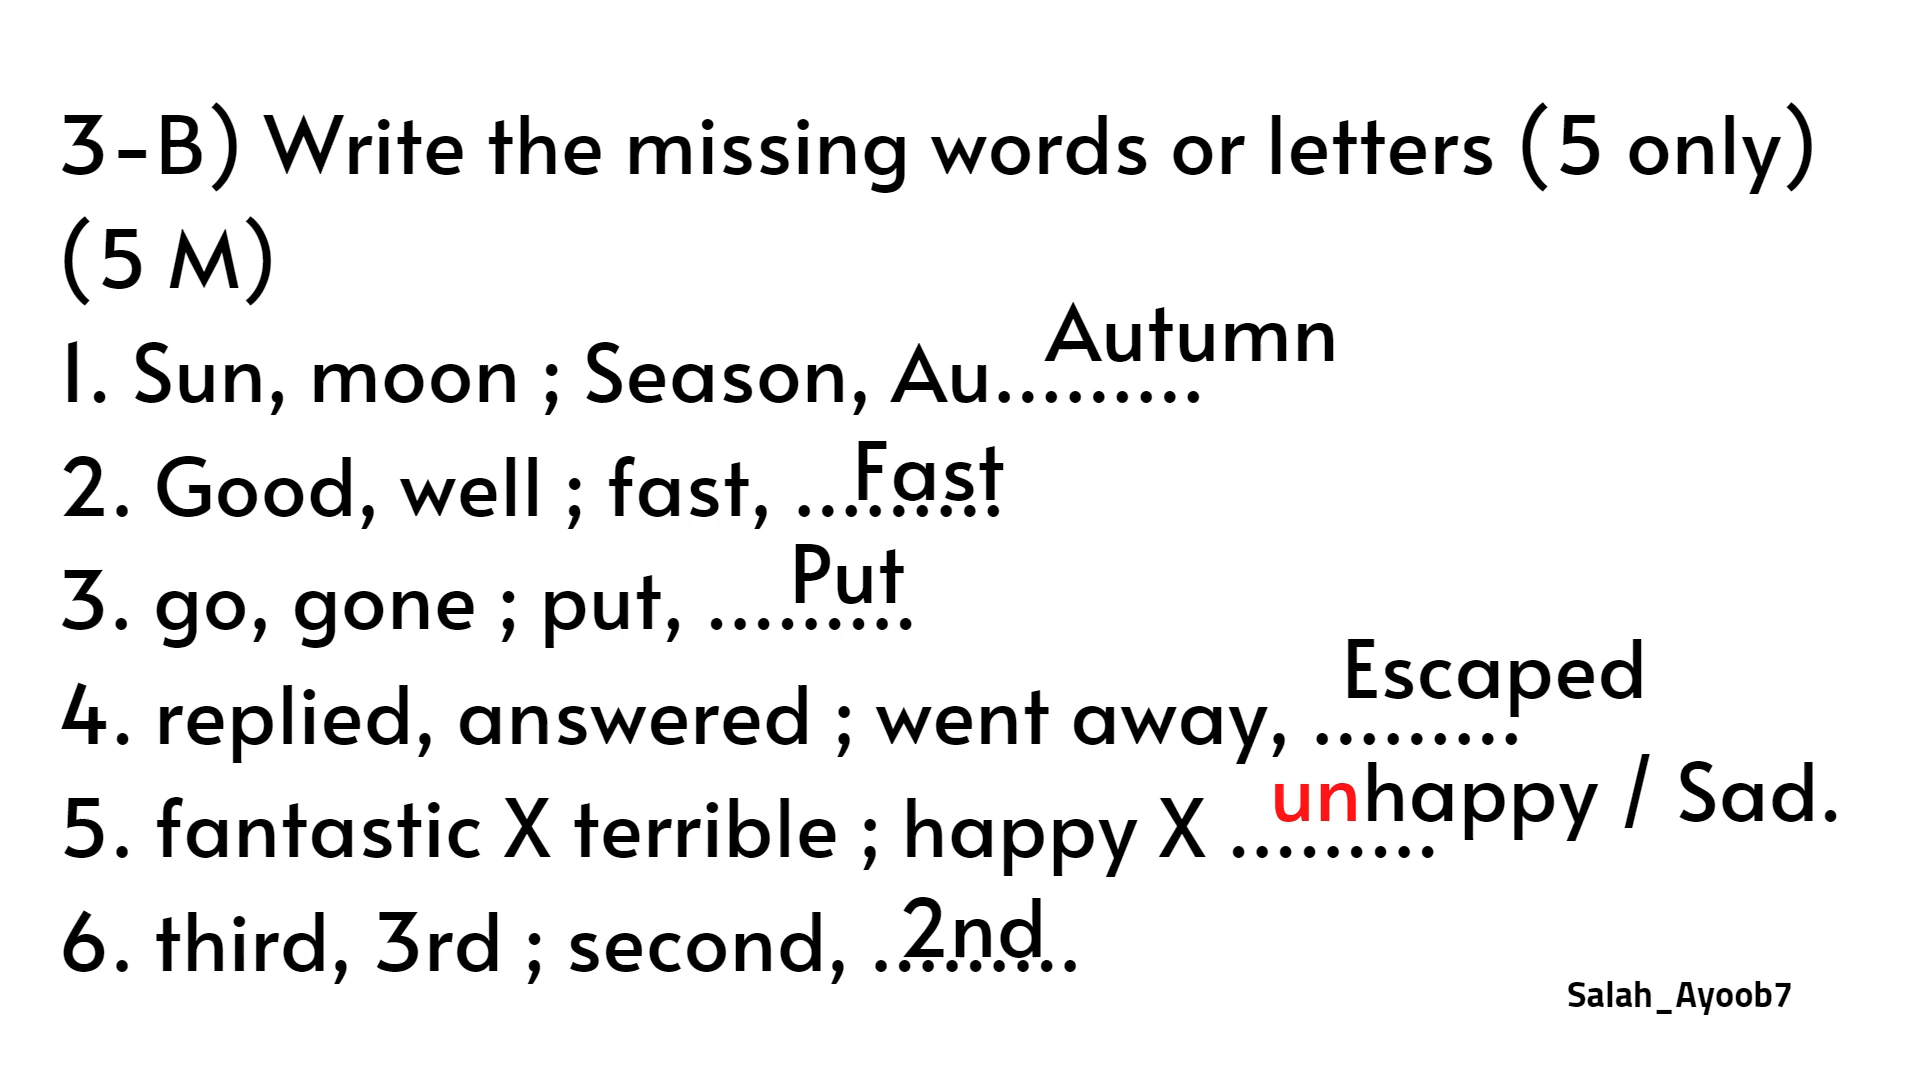 3-B) Write the missing words or letters (5 only)
(5 M)
1. Sun, moon ; Season, Au......... Autumn
2. Good, well ; fast, ......... Fast
3. go, gone ; put, ......... Put
4. replied, answered ; went away, ......... Escaped
5. fantastic X terrible ; happy X ......... unhappy / Sad.
6. third, 3rd ; second, ......... 2nd
Salah_Ayoob7